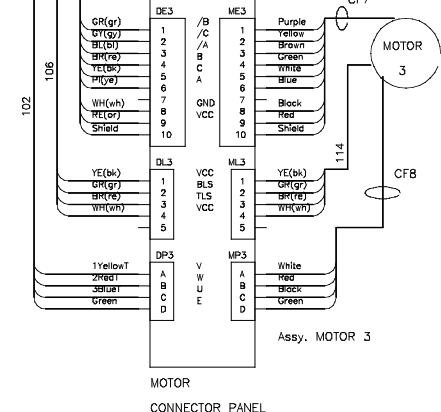 CF7
DE3 ME3
GR(gr) 1 /B 1 Purple
GY(gy) 2 /C 2 Yellow
BL(bl) 3 /A 3 Brown
BR(re) 4 B 4 Green
YE(bk) 5 C 5 White
PI(ye) 6 A 6 Blue
7 7
WH(wh) 8 GND 8 Black
RE(or) 9 VCC 9 Red
Shield 10 10 Shield
MOTOR
3
102
106
114
CF8
DL3 ML3
YE(bk) 1 VCC 1 YE(bk)
GR(gr) 2 BLS 2 GR(gr)
BR(re) 3 TLS 3 BR(re)
WH(wh) 4 VCC 4 WH(wh)
5 5
DP3 MP3
1YellowT A V A White
2RedT B W B Red
3BlueT C U C Black
Green D E D Green
Assy. MOTOR 3
MOTOR
CONNECTOR PANEL